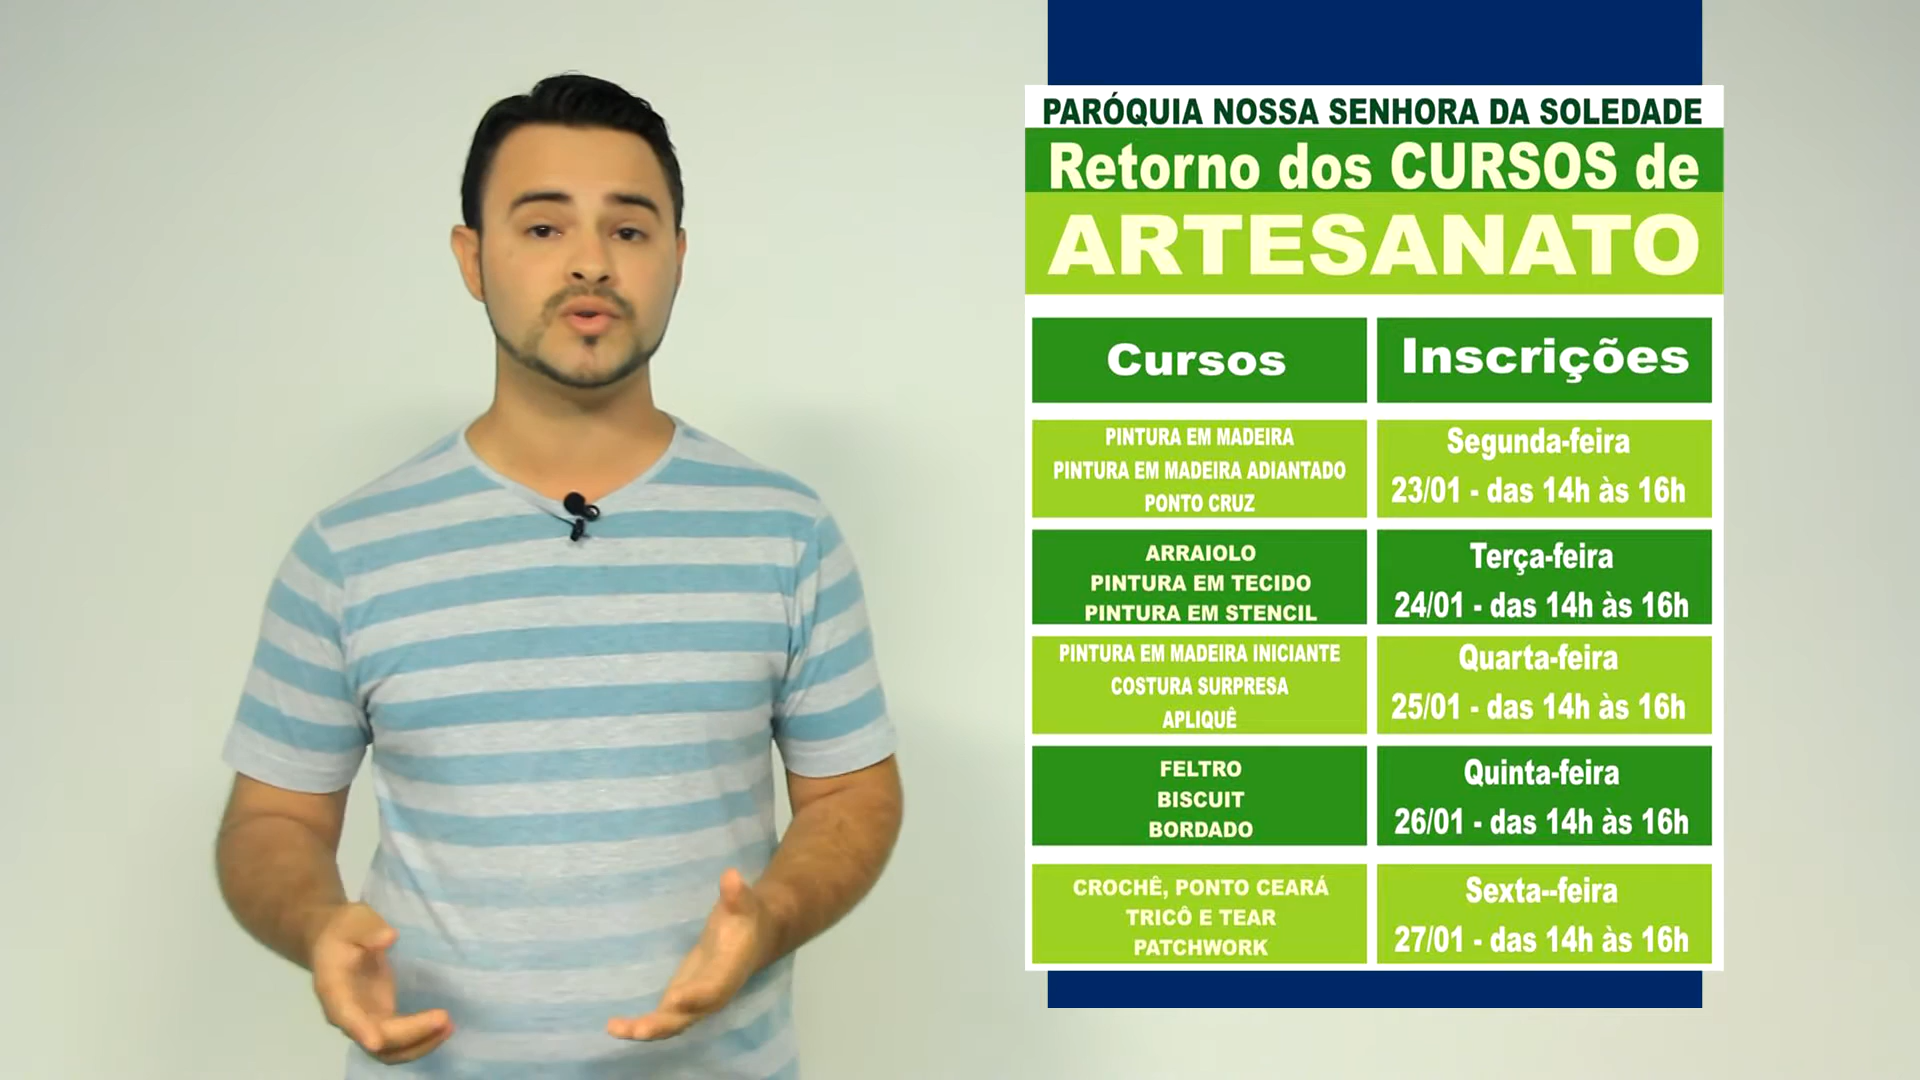 PARÓQUIA NOSSA SENHORA DA SOLEDADE
Retorno dos CURSOS de
ARTESANATO
Cursos
Inscrições
PINTURA EM MADEIRA
PINTURA EM MADEIRA ADIANTADO
PONTO CRUZ
Segunda-feira
23/01 - das 14h às 16h
ARRAIOLO
PINTURA EM TECIDO
PINTURA EM STENCIL
Terça-feira
24/01 - das 14h às 16h
PINTURA EM MADEIRA INICIANTE
COSTURA SURPRESA
APLIQUÊ
Quarta-feira
25/01 - das 14h às 16h
FELTRO
BISCUIT
BORDADO
Quinta-feira
26/01 - das 14h às 16h
CROCHÊ, PONTO CEARÁ
TRICÔ E TEAR
PATCHWORK
Sexta--feira
27/01 - das 14h às 16h